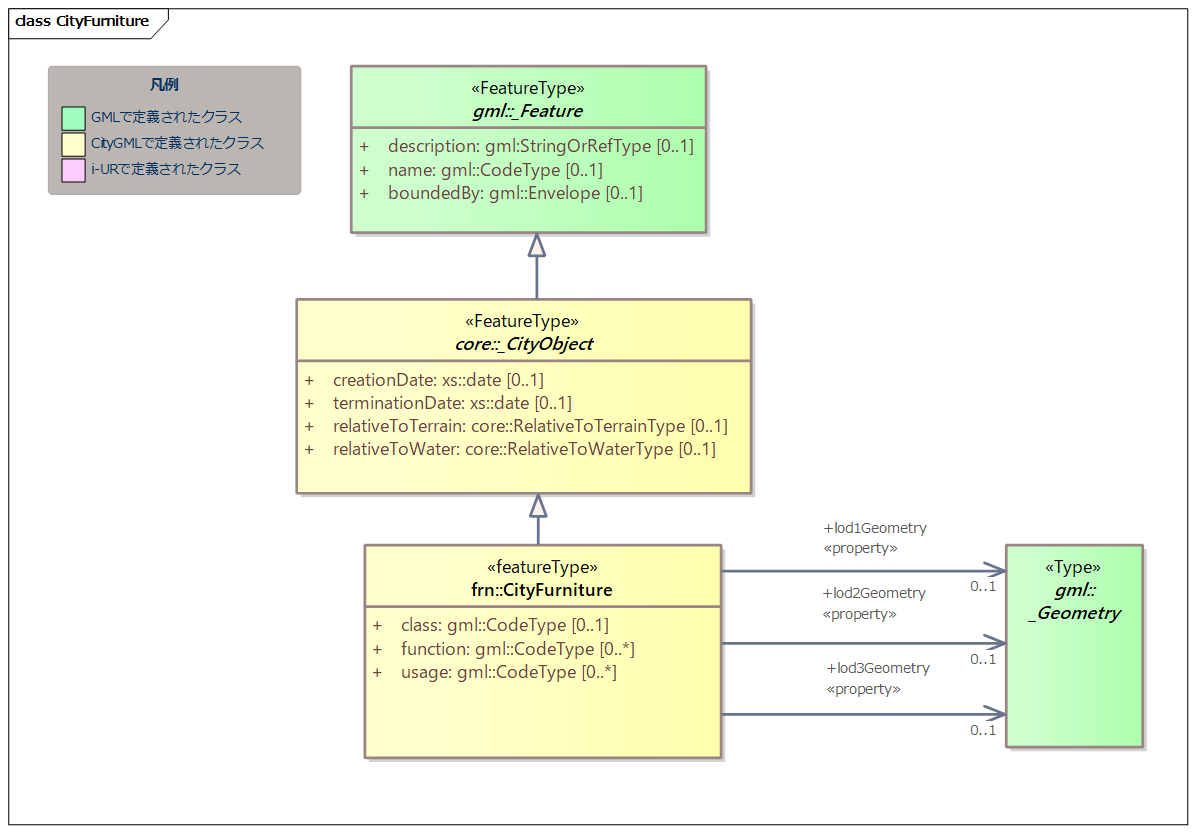 class CityFurniture
凡例
GMLで定義されたクラス
CityGMLで定義されたクラス
i-URで定義されたクラス
«FeatureType»
gml::_Feature
+ description: gml:StringOrRefType [0..1]
+ name: gml::CodeType [0..1]
+ boundedBy: gml::Envelope [0..1]
«FeatureType»
core::_CityObject
+ creationDate: xs::date [0..1]
+ terminationDate: xs::date [0..1]
+ relativeToTerrain: core::RelativeToTerrainType [0..1]
+ relativeToWater: core::RelativeToWaterType [0..1]
«featureType»
frn::CityFurniture
+ class: gml::CodeType [0..1]
+ function: gml::CodeType [0..*]
+ usage: gml::CodeType [0..*]
+lod1Geometry
«property»
0..1
+lod2Geometry
«property»
0..1
+lod3Geometry
«property»
0..1
«Type»
gml::
_Geometry